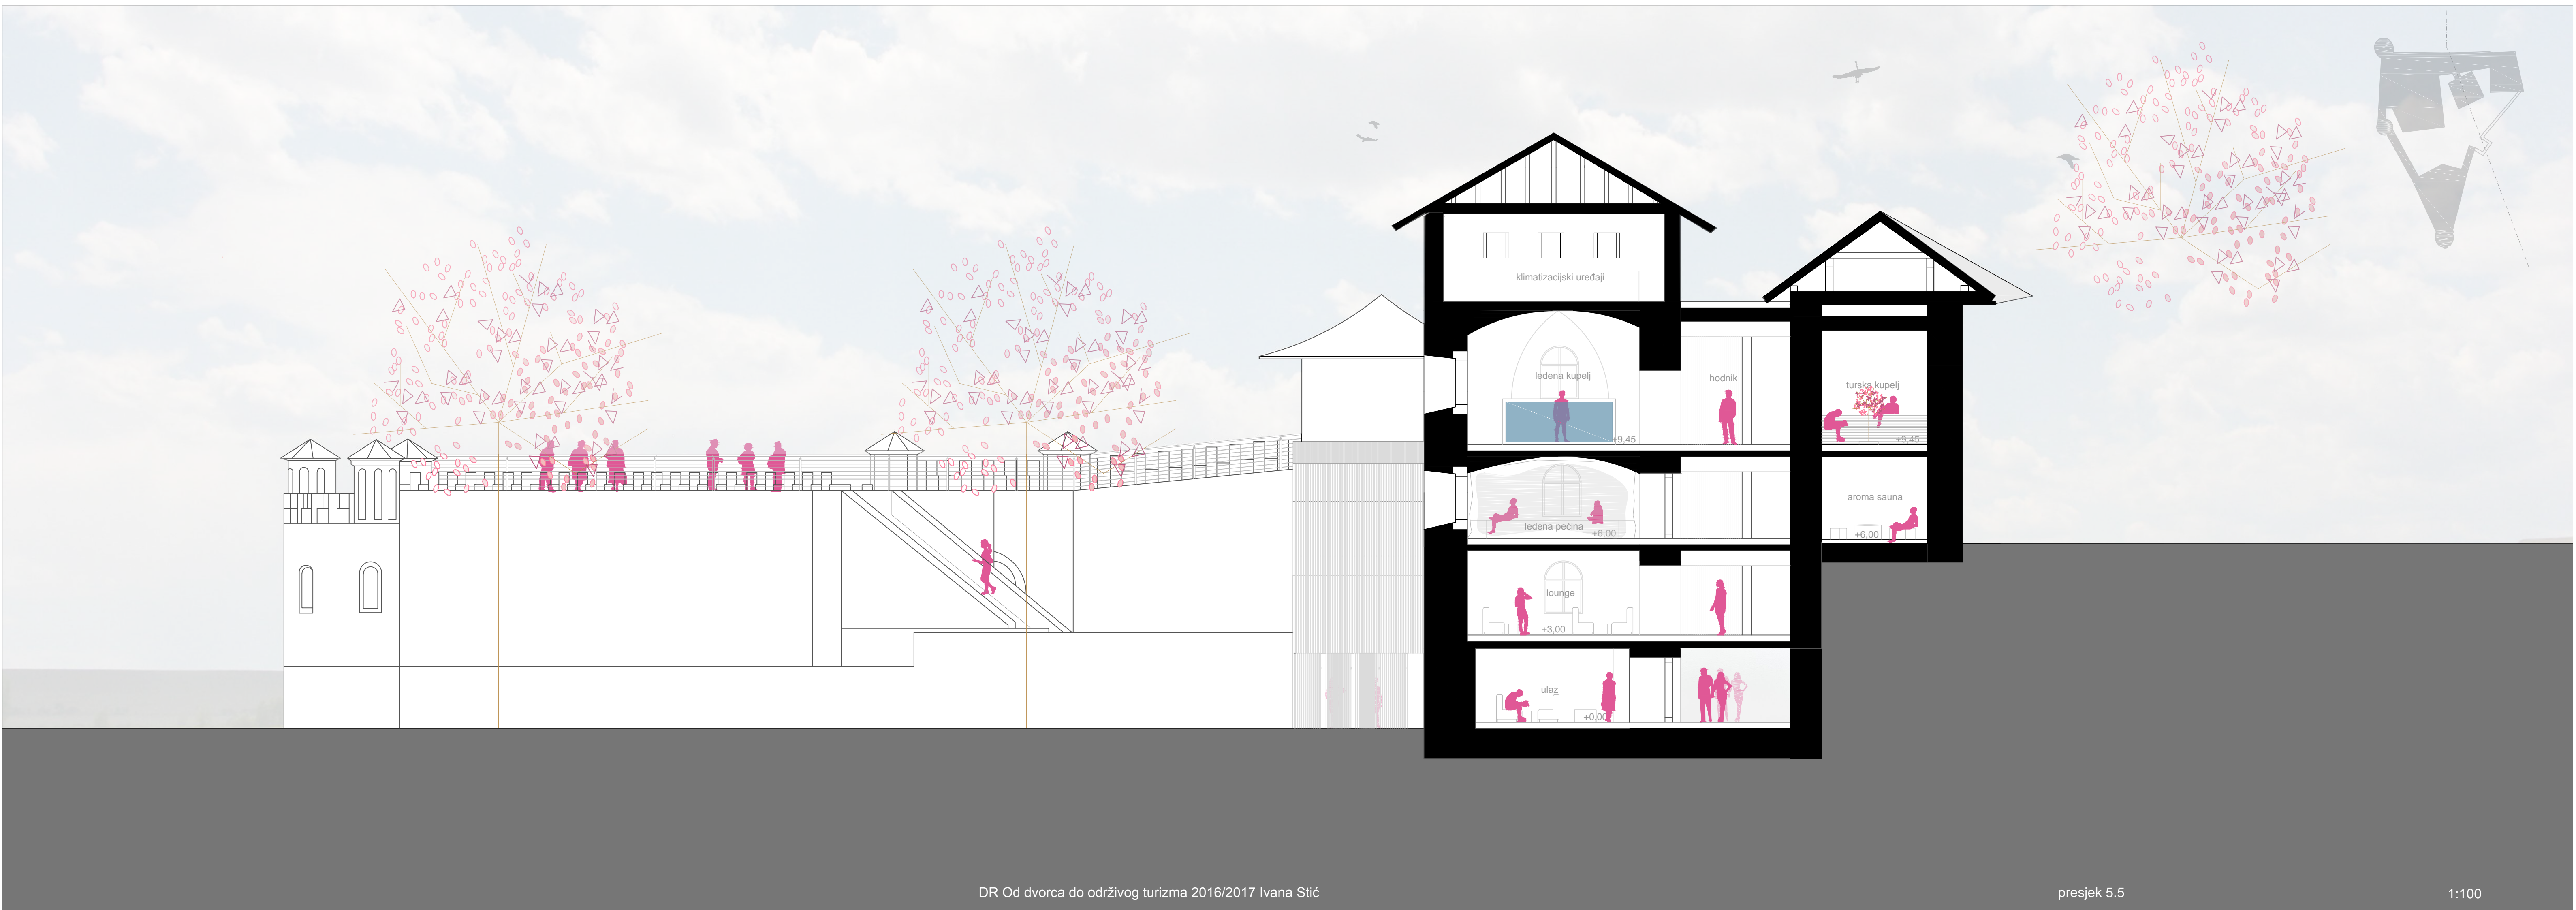 klimatizacijski uređaji
ledena kupelj
hodnik
turska kupelj
+9,45
+9,45
aroma sauna
ledena pećina
+6,00
+6,00
lounge
+3,00
ulaz
+0,00
DR Od dvorca do održivog turizma 2016/2017 Ivana Stić
presjek 5.5
1:100